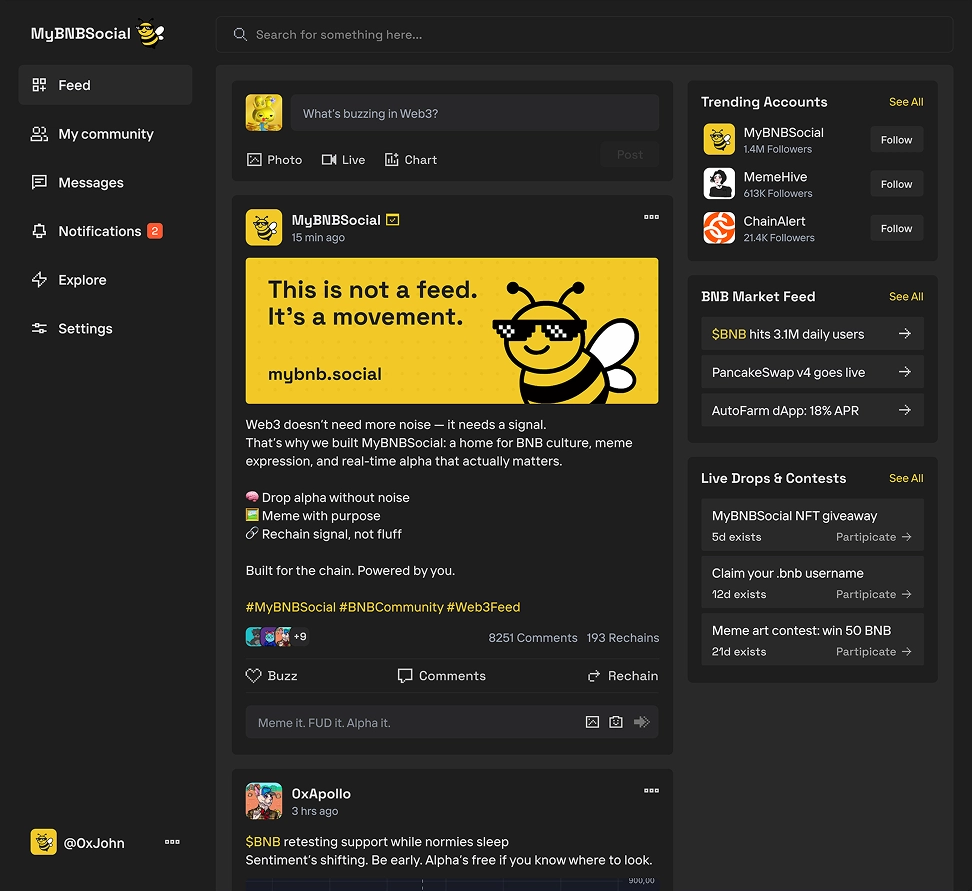 MyBNBSocial
Search for something here...
Feed
My community
Messages
Notifications 2
Explore
Settings
@0xJohn
What's buzzing in Web3?
Photo
Live
Chart
Post
MyBNBSocial
15 min ago
This is not a feed.
It's a movement.
mybnb.social
Web3 doesn't need more noise — it needs a signal.
That's why we built MyBNBSocial: a home for BNB culture, meme
expression, and real-time alpha that actually matters.
🧠 Drop alpha without noise
🖼️ Meme with purpose
🔗 Rechain signal, not fluff
Built for the chain. Powered by you.
#MyBNBSocial #BNBCommunity #Web3Feed
+9
8251 Comments 193 Rechains
Buzz
Comments
Rechain
Meme it. FUD it. Alpha it.
0xApollo
3 hrs ago
$BNB retesting support while normies sleep
Sentiment's shifting. Be early. Alpha's free if you know where to look.
900,00
Trending Accounts See All
MyBNBSocial
1.4M Followers
Follow
MemeHive
613K Followers
Follow
ChainAlert
21.4K Followers
Follow
BNB Market Feed See All
$BNB hits 3.1M daily users →
PancakeSwap v4 goes live →
AutoFarm dApp: 18% APR →
Live Drops & Contests See All
MyBNBSocial NFT giveaway
5d exists Partipicate →
Claim your .bnb username
12d exists Partipicate →
Meme art contest: win 50 BNB
21d exists Partipicate →